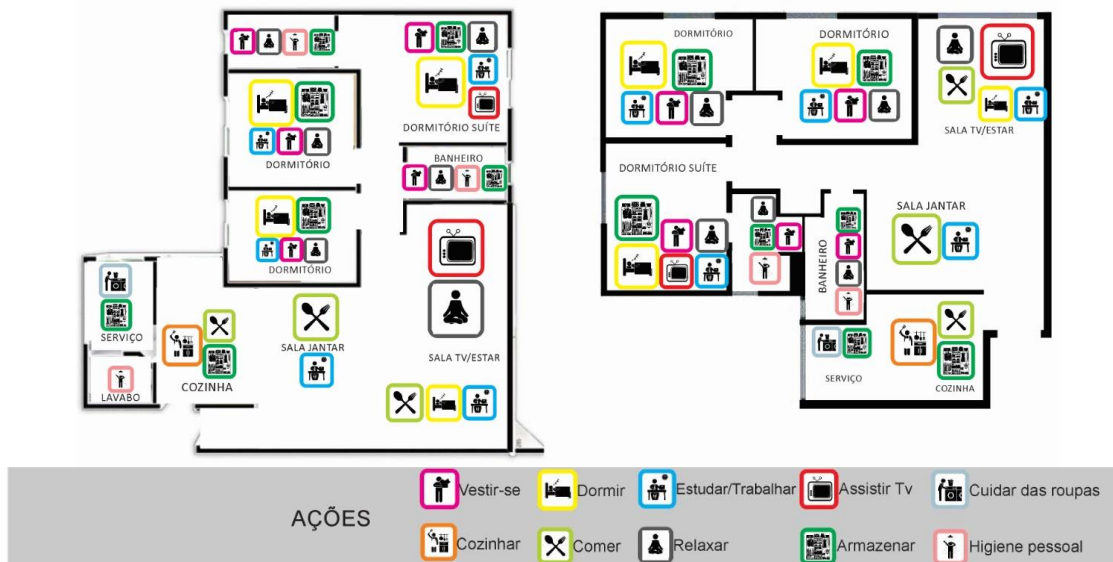 DORMITÓRIO SUÍTE
DORMITÓRIO
BANHEIRO
DORMITÓRIO
SERVIÇO
LAVABO
COZINHA
SALA JANTAR
SALA TV/ESTAR
DORMITÓRIO
DORMITÓRIO
SALA TV/ESTAR
DORMITÓRIO SUÍTE
SALA JANTAR
BANHEIRO
SERVIÇO
COZINHA
AÇÕES
Vestir-se
Dormir
Estudar/Trabalhar
Assistir Tv
Cuidar das roupas
Cozinhar
Comer
Relaxar
Armazenar
Higiene pessoal